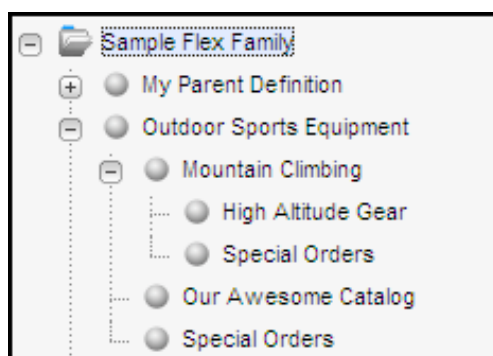 Sample Flex Family
My Parent Definition
Outdoor Sports Equipment
Mountain Climbing
High Altitude Gear
Special Orders
Our Awesome Catalog
Special Orders